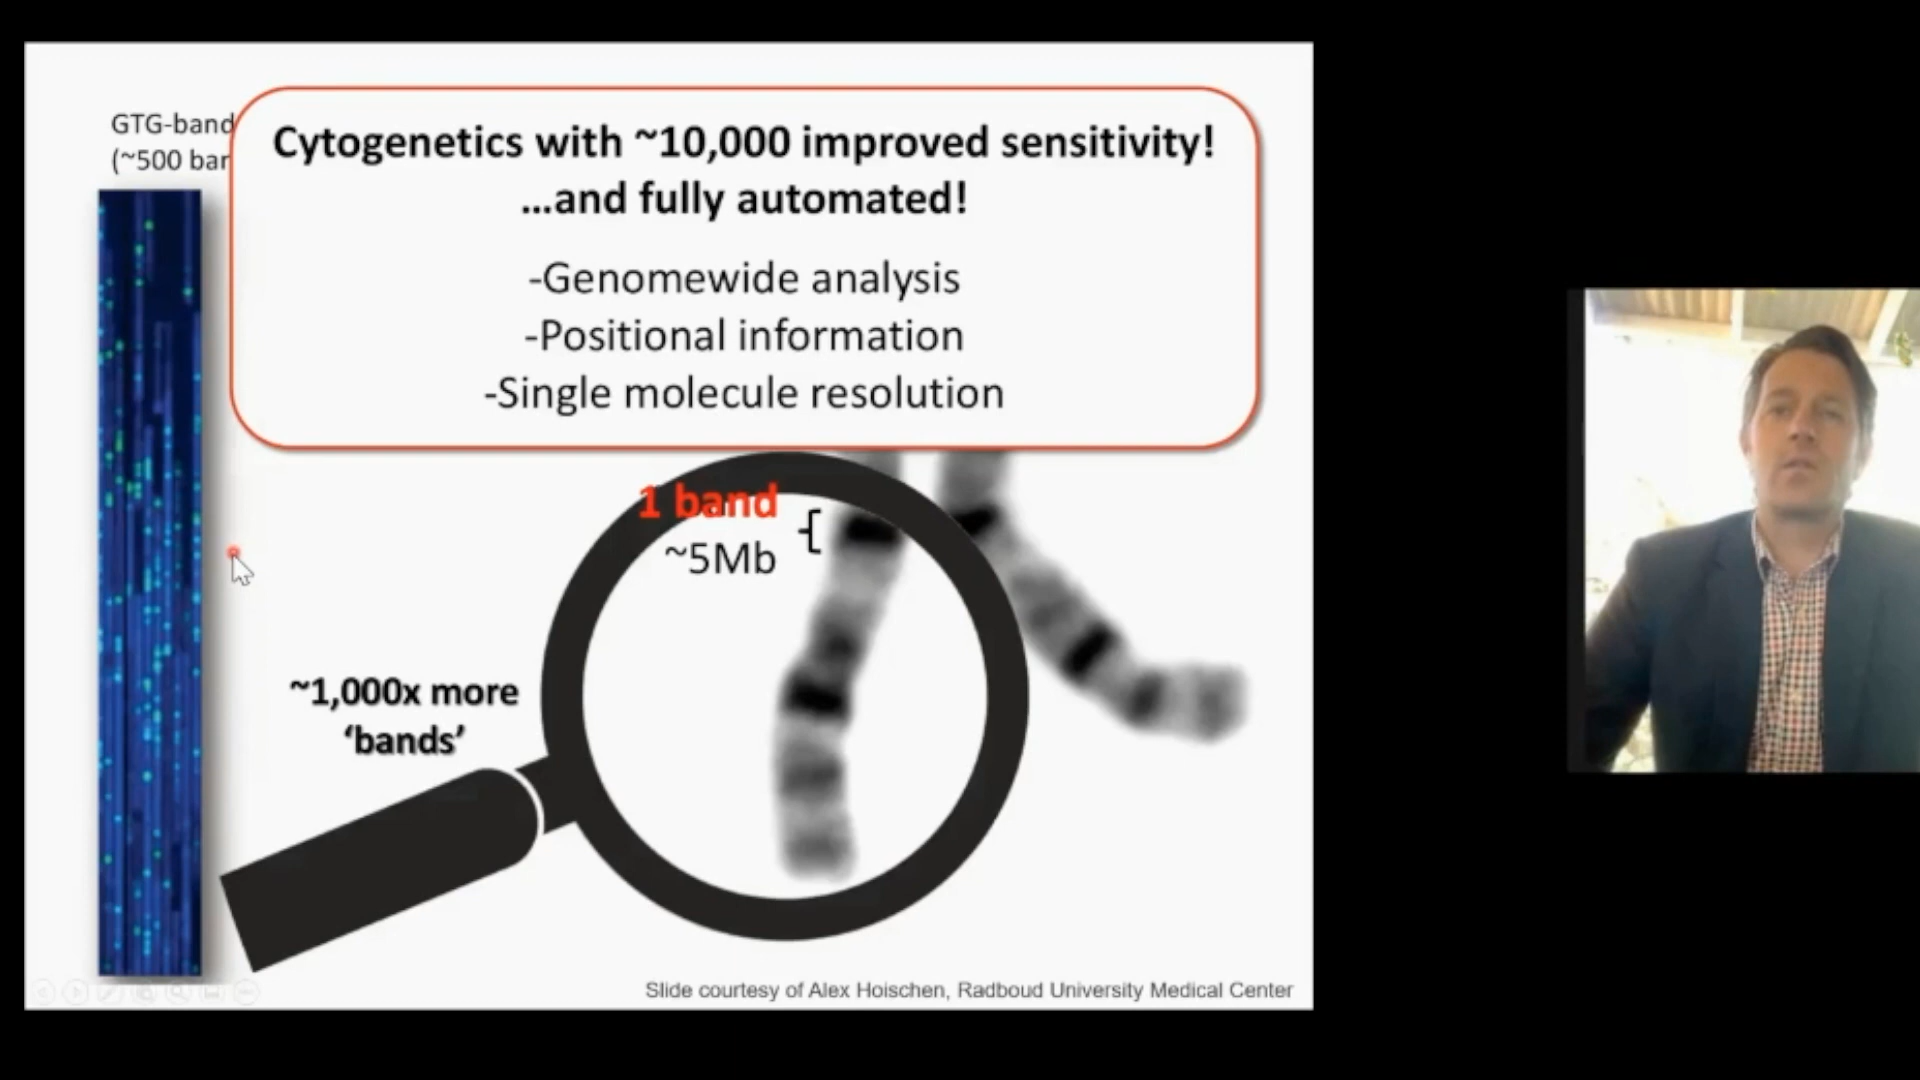 GTG-band
(~500 bar
Cytogenetics with ~10,000 improved sensitivity!
...and fully automated!
-Genomewide analysis
-Positional information
-Single molecule resolution
1 band
~5Mb
~1,000x more
‘bands’
Slide courtesy of Alex Hoischen, Radboud University Medical Center